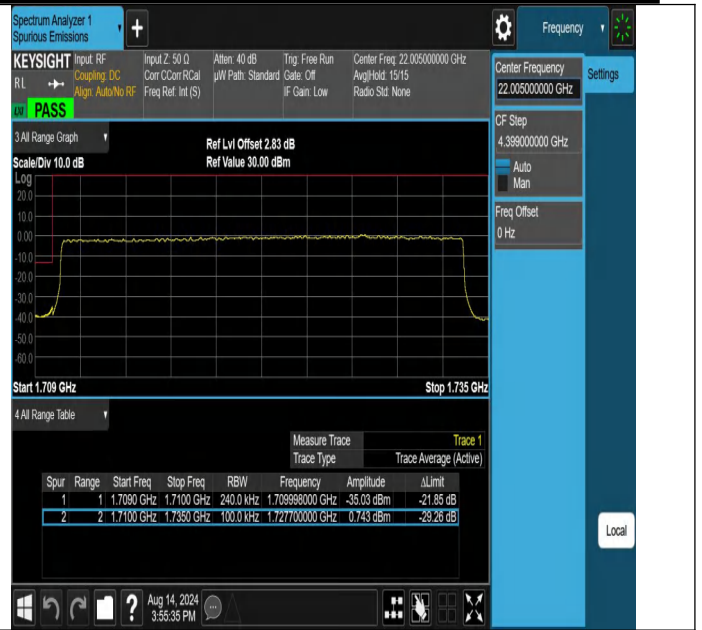 Spectrum Analyzer 1
Spurious Emissions
+
Frequency
KEYSIGHT
RL
LXI
PASS
Input: RF
Coupling: DC
Align: Auto/No RF
Input Z: 50 Ω
Corr CCorr RCal
Freq Ref: Int (S)
Atten: 40 dB
µW Path: Standard
Trig: Free Run
Gate: Off
IF Gain: Low
Center Freq: 22.005000000 GHz
Avg|Hold: 15/15
Radio Std: None
Center Frequency
22.005000000 GHz
Settings
CF Step
4.399000000 GHz
Auto
Man
Freq Offset
0 Hz
3 All Range Graph
Scale/Div 10.0 dB
Ref Lvl Offset 2.83 dB
Ref Value 30.00 dBm
Log
20.0
10.0
0.00
-10.0
-20.0
-30.0
-40.0
-50.0
-60.0
Start 1.709 GHz
Stop 1.735 GHz
4 All Range Table
Measure Trace Trace 1
Trace Type Trace Average (Active)
Spur Range Start Freq Stop Freq RBW Frequency Amplitude ΔLimit
1 1 1.7090 GHz 1.7100 GHz 240.0 kHz 1.709998000 GHz -35.03 dBm -21.85 dB
2 2 1.7100 GHz 1.7350 GHz 100.0 kHz 1.727700000 GHz 0.743 dBm -29.26 dB
Local
?
Aug 14, 2024
3:55:35 PM